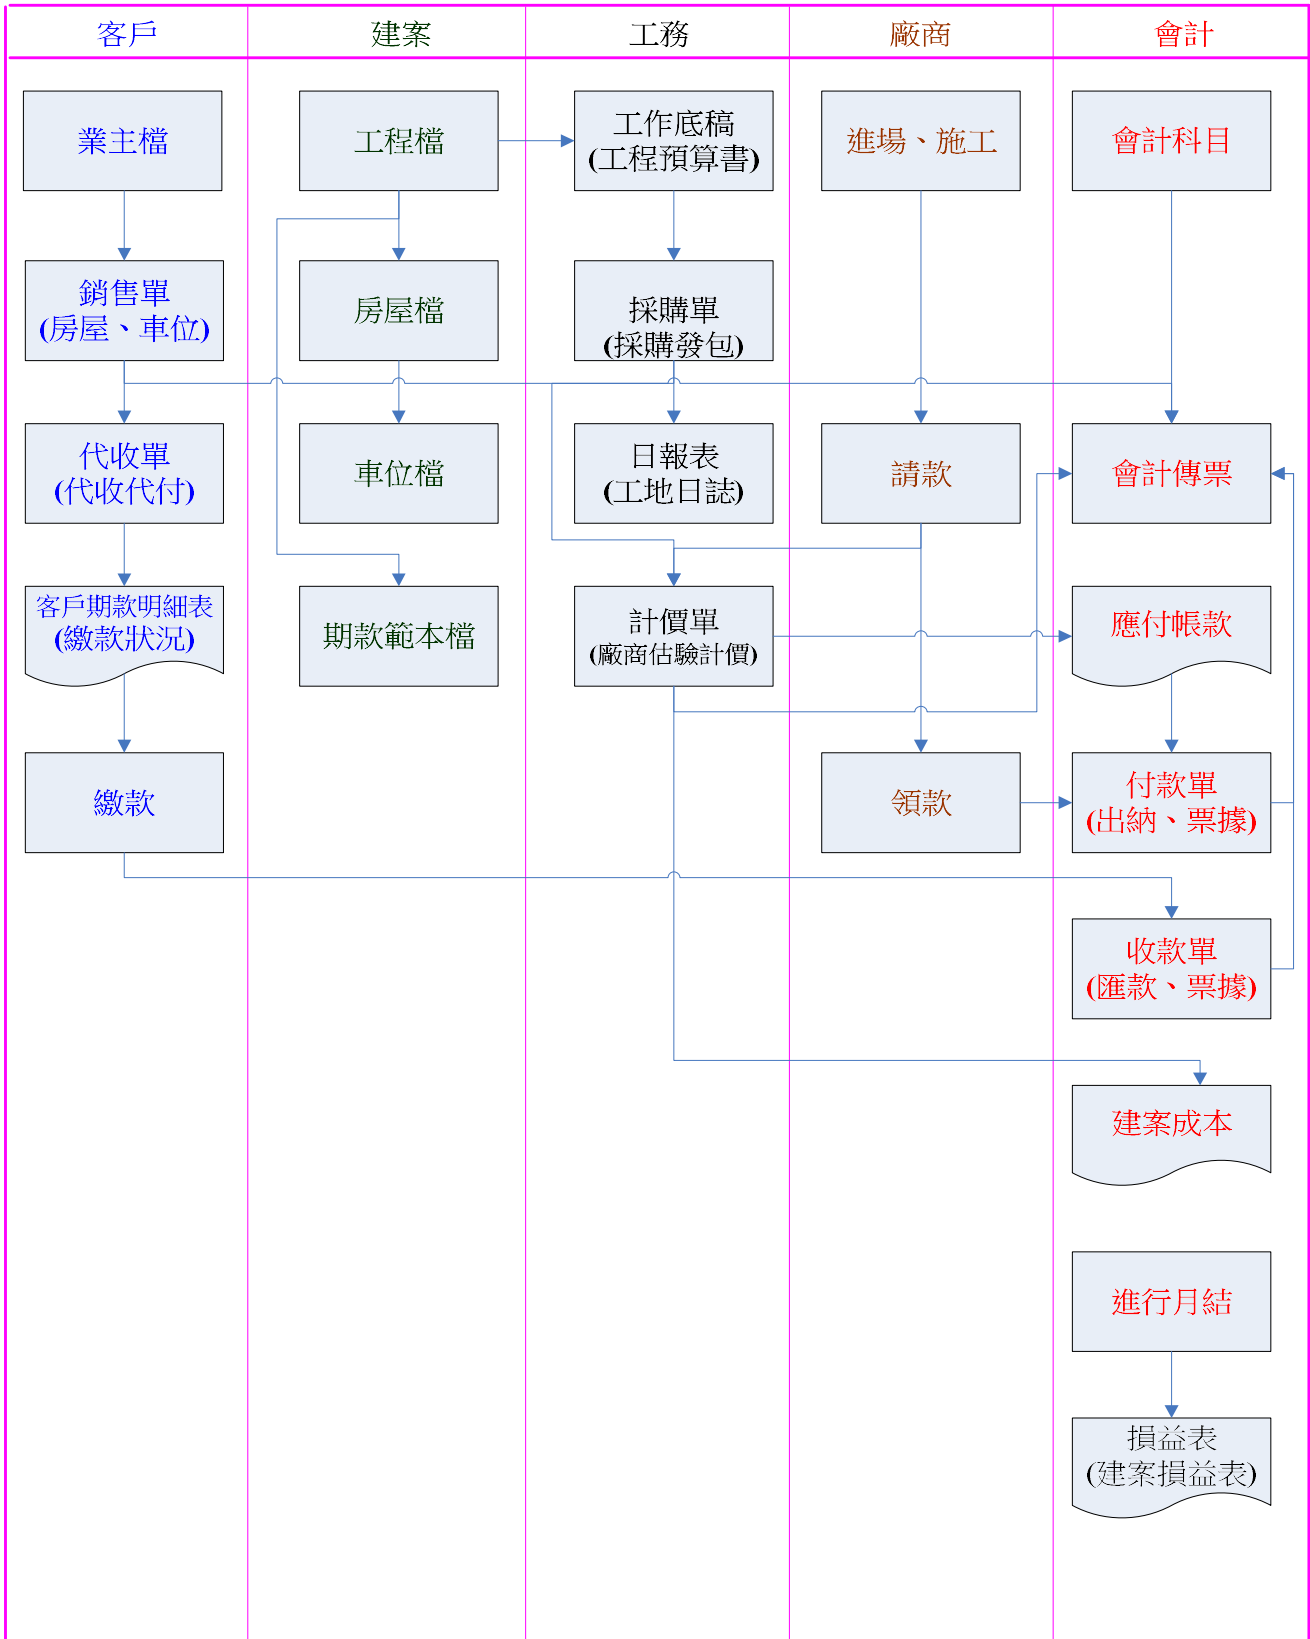 客戶
建案
工務
廠商
會計
業主檔
工程檔
工作底稿
(工程預算書)
進場、施工
會計科目
銷售單
(房屋、車位)
房屋檔
採購單
(採購發包)
代收單
(代收代付)
車位檔
日報表
(工地日誌)
請款
會計傳票
客戶期款明細表
(繳款狀況)
期款範本檔
計價單
(廠商估驗計價)
應付帳款
繳款
領款
付款單
(出納、票據)
收款單
(匯款、票據)
建案成本
進行月結
損益表
(建案損益表)